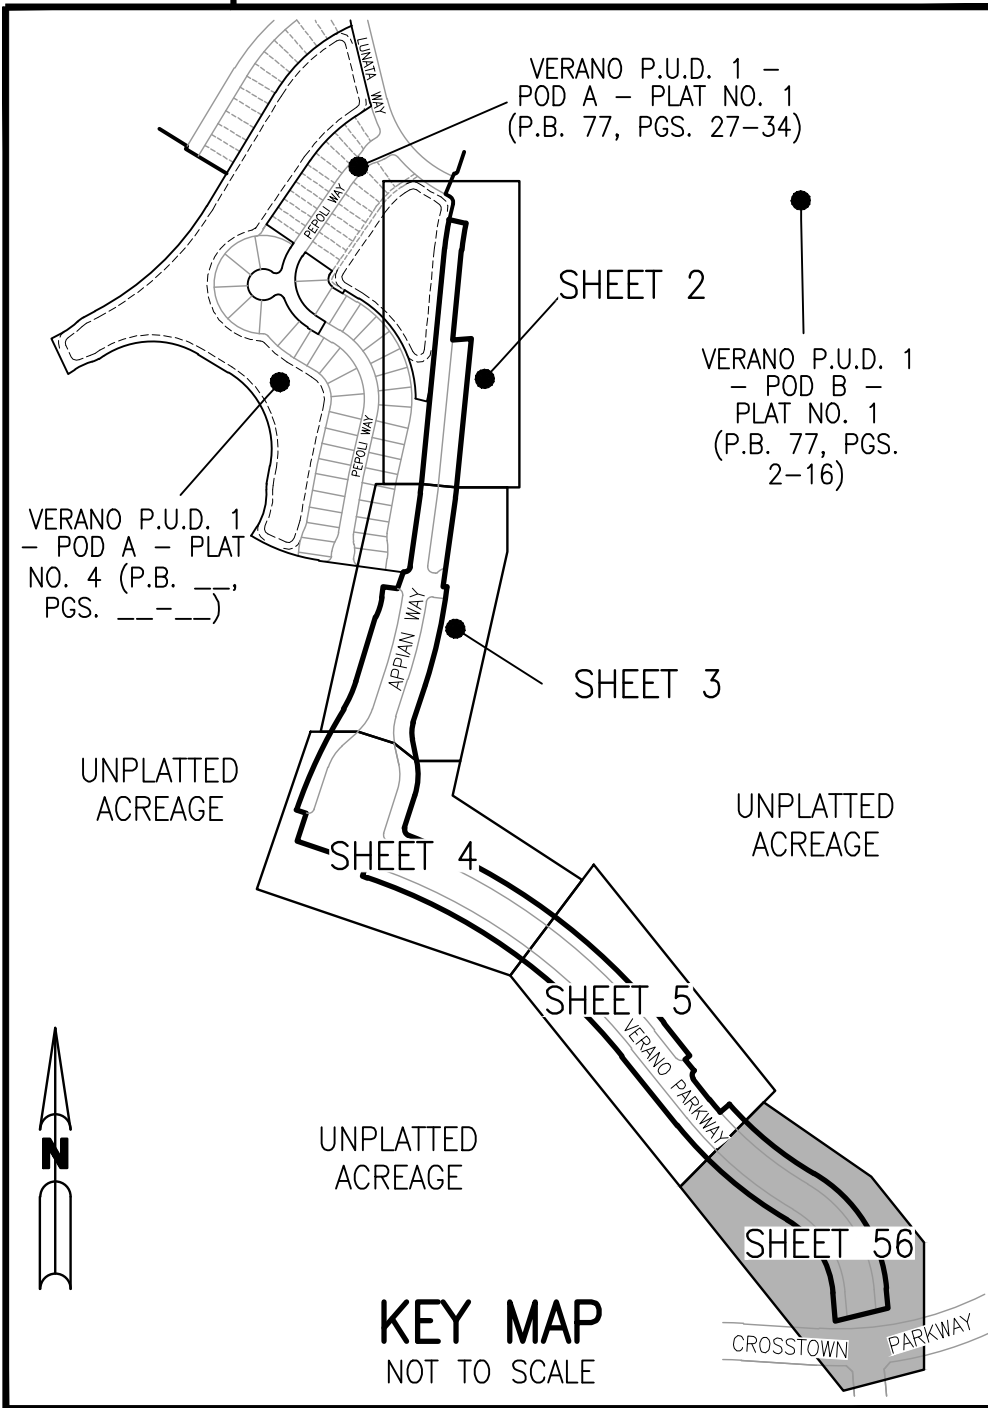 LUNATA WAY
VERANO P.U.D. 1 –
POD A – PLAT NO. 1
(P.B. 77, PGS. 27–34)
PEPOLI WAY
SHEET 2
VERANO P.U.D. 1
– POD B –
PLAT NO. 1
(P.B. 77, PGS.
2–16)
PEPOLI WAY
VERANO P.U.D. 1
– POD A – PLAT
NO. 4 (P.B. __,
PGS. __–__)
APPIAN WAY
SHEET 3
UNPLATTED
ACREAGE
UNPLATTED
ACREAGE
SHEET 4
SHEET 5
VERANO PARKWAY
UNPLATTED
ACREAGE
N
SHEET 56
KEY MAP
NOT TO SCALE
CROSSTOWN PARKWAY